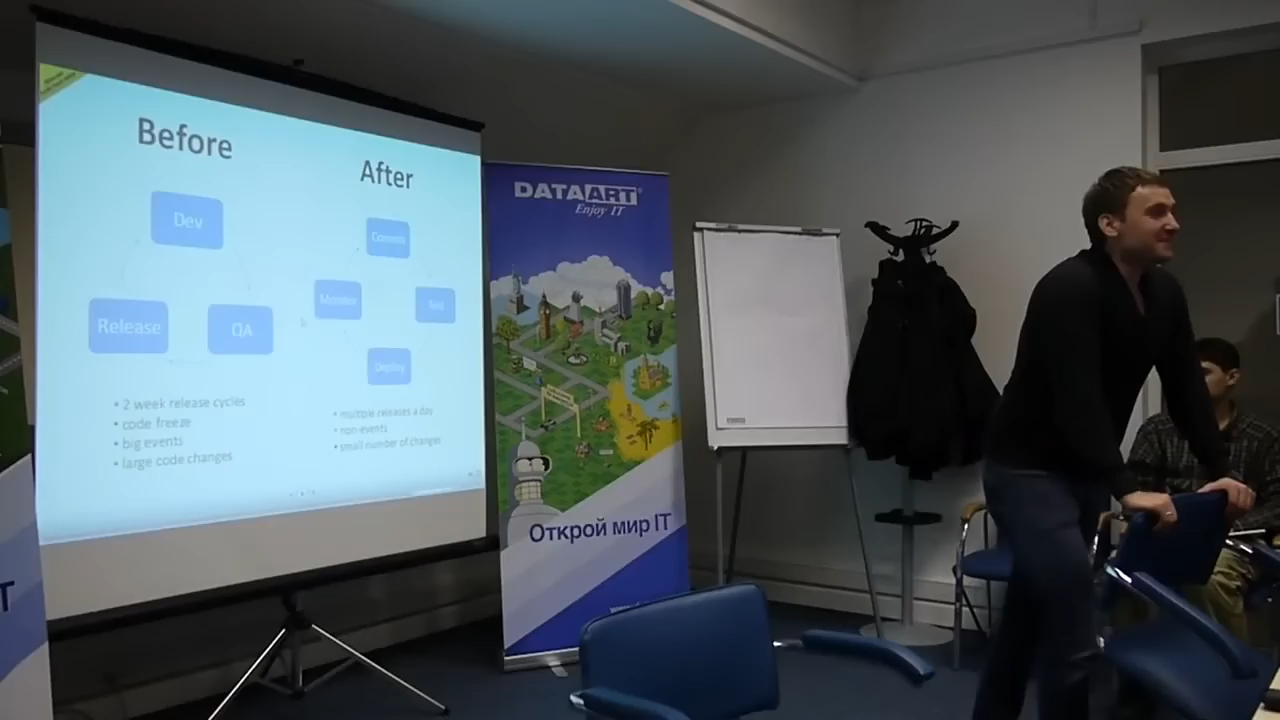 Before
After
Dev
Release
QA
Commit
Monitor
Test
Deploy
• 2 week release cycles
• code freeze
• big events
• large code changes
• multiple releases a day
• non-events
• small number of changes
DATAART
Enjoy IT
Открой мир IT
T